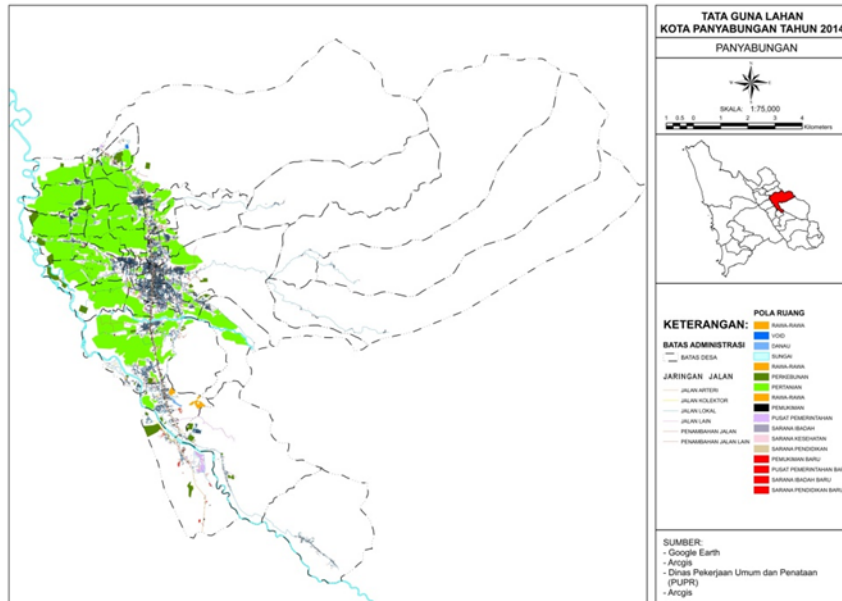 TATA GUNA LAHAN
KOTA PANYABUNGAN TAHUN 2014
PANYABUNGAN
N
W
E
S
SKALA: 1:75,000
1 0.5 0 1 2 3 4
Kilometers
KETERANGAN:
BATAS ADMINISTRASI
BATAS DESA
JARINGAN JALAN
JALAN ARTERI
JALAN KOLEKTOR
JALAN LOKAL
JALAN LAIN
PENAMBAHAN JALAN
PENAMBAHAN JALAN LAIN
POLA RUANG
RAWA-RAWA
VOID
DANAU
SUNGAI
RAWA-RAWA
PERKEBUNAN
PERTANIAN
RAWA-RAWA
PEMUKIMAN
PUSAT PEMERINTAHAN
SARANA IBADAH
SARANA KESEHATAN
SARANA PENDIDIKAN
PEMUKIMAN BARU
PUSAT PEMERINTAHAN BA
SARANA IBADAH BARU
SARANA PENDIDIKAN BARU
SUMBER:
- Google Earth
- Arcgis
- Dinas Pekerjaan Umum dan Penataan
(PUPR)
- Arcgis